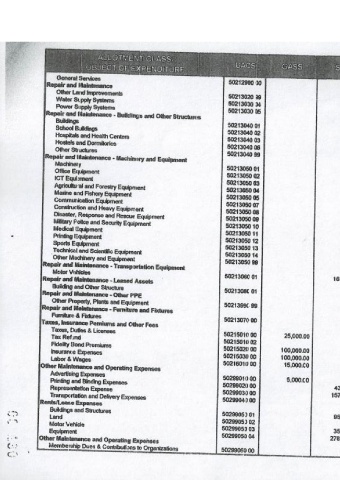 ALLOTMENT CLASS
OBJECT OF EXPENDITURE UACS GASS S
General Services 50212990 00
Repair and Maintenance
Other Land Improvements 50213020 99
Water Supply Systems 50213030 04
Power Supply Systems 50213030 05
Repair and Maintenance - Buildings and Other Structures
Buildings 50213040 01
School Buildings 50213040 02
Hospitals and Health Centers 50213040 03
Hostels and Dormitories 50213040 06
Other Structures 50213040 99
Repair and Maintenance - Machinery and Equipment
Machinery 50213050 01
Office Equipment 50213050 02
ICT Equipment 50213050 03
Agricultural and Forestry Equipment 50213050 04
Marine and Fishery Equipment 50213050 05
Communication Equipment 50213050 07
Construction and Heavy Equipment 50213050 08
Disaster, Response and Rescue Equipment 50213050 09
Military Police and Security Equipment 50213050 10
Medical Equipment 50213050 11
Printing Equipment 50213050 12
Sports Equipment 50213050 13
Technical and Scientific Equipment 50213050 14
Other Machinery and Equipment 50213050 99
Repair and Maintenance - Transportation Equipment
Motor Vehicles 50213060 01
Repair and Maintenance - Leased Assets
Building and Other Structure 50213080 01
Repair and Maintenance - Other PPE
Other Property, Plants and Equipment 50213990 99
Repair and Maintenance - Furniture and Fixtures
Furniture & Fixtures 50213070 00
Taxes, Insurance Premiums and Other Fees
Taxes, Duties & Licenses 50215010 00 25,000.00
Tax Refund 50215010 02
Fidelity Bond Premiums 50215020 00 100,000.00
Insurance Expenses 50215030 00 100,000.00
Labor & Wages 50216010 00 15,000.00
Other Maintenance and Operating Expenses
Advertising Expenses 50299010 00 5,000.00
Printing and Binding Expenses 50299020 00
Representation Expense 50299030 00
Transportation and Delivery Expenses 50299040 00 157
Rents/Lease Expenses
Buildings and Structures 50299050 01
Land 50299050 02
Motor Vehicle 50299050 03
Equipment 50299050 04 278
Other Maintenance and Operating Expenses
Membership Dues & Contributions to Organizations 50299060 00